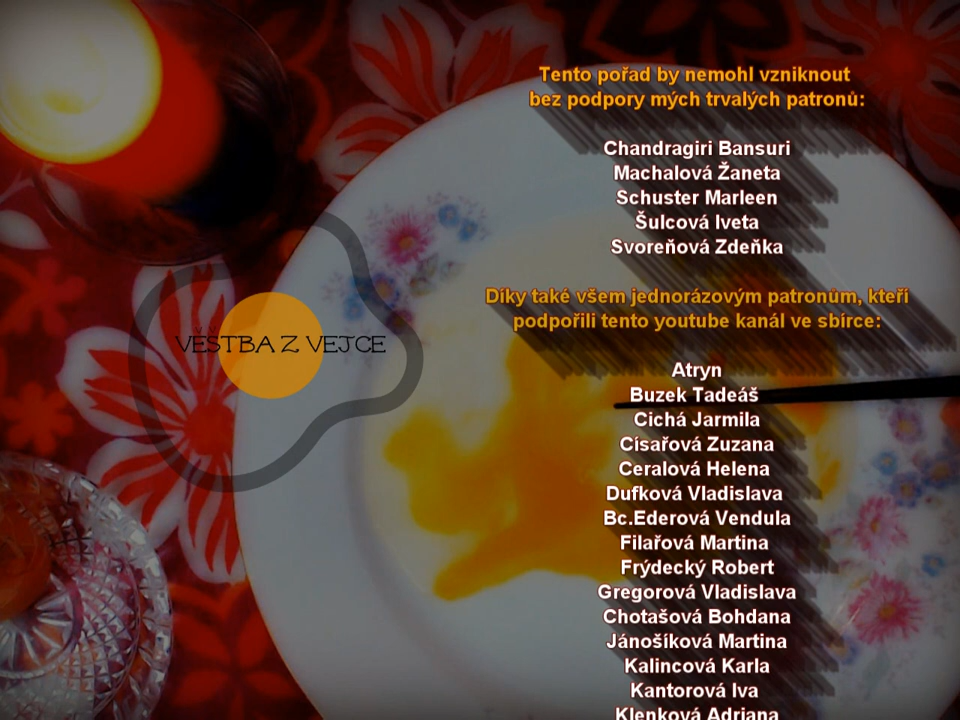 Tento pořad by nemohl vzniknout
bez podpory mých trvalých patronů:
Chandragiri Bansuri
Machalová Žaneta
Schuster Marleen
Šulcová Iveta
Svoreňová Zdeňka
VĚŠTBA Z VEJCE
Díky také všem jednorázovým patronům, kteří
podpořili tento youtube kanál ve sbírce:
Atryn
Buzek Tadeáš
Cichá Jarmila
Císařová Zuzana
Ceralová Helena
Dufková Vladislava
Bc.Ederová Vendula
Filařová Martina
Frýdecký Robert
Gregorová Vladislava
Chotašová Bohdana
Jánošíková Martina
Kalincová Karla
Kantorová Iva
Klenková Adriana